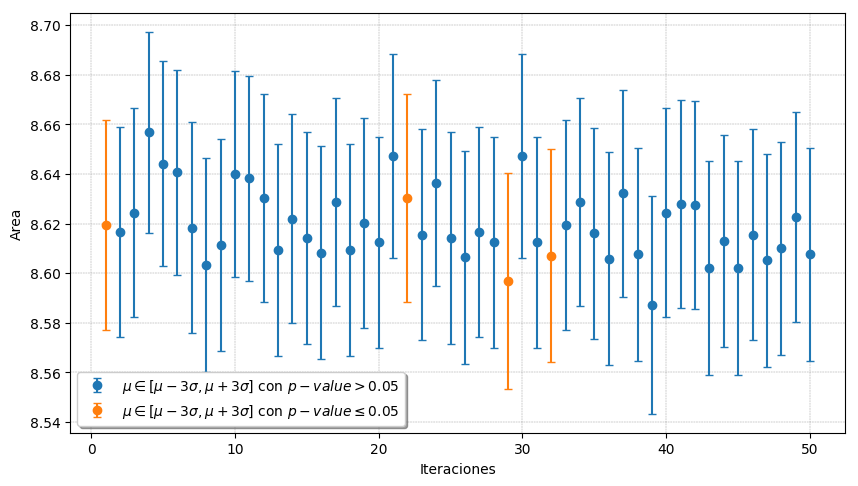 8.70
8.68
8.66
8.64
8.62
8.60
8.58
8.56
8.54
Area
μ ∈ [μ − 3σ, μ + 3σ] con p − value > 0.05
μ ∈ [μ − 3σ, μ + 3σ] con p − value ≤ 0.05
0 10 20 30 40 50
Iteraciones